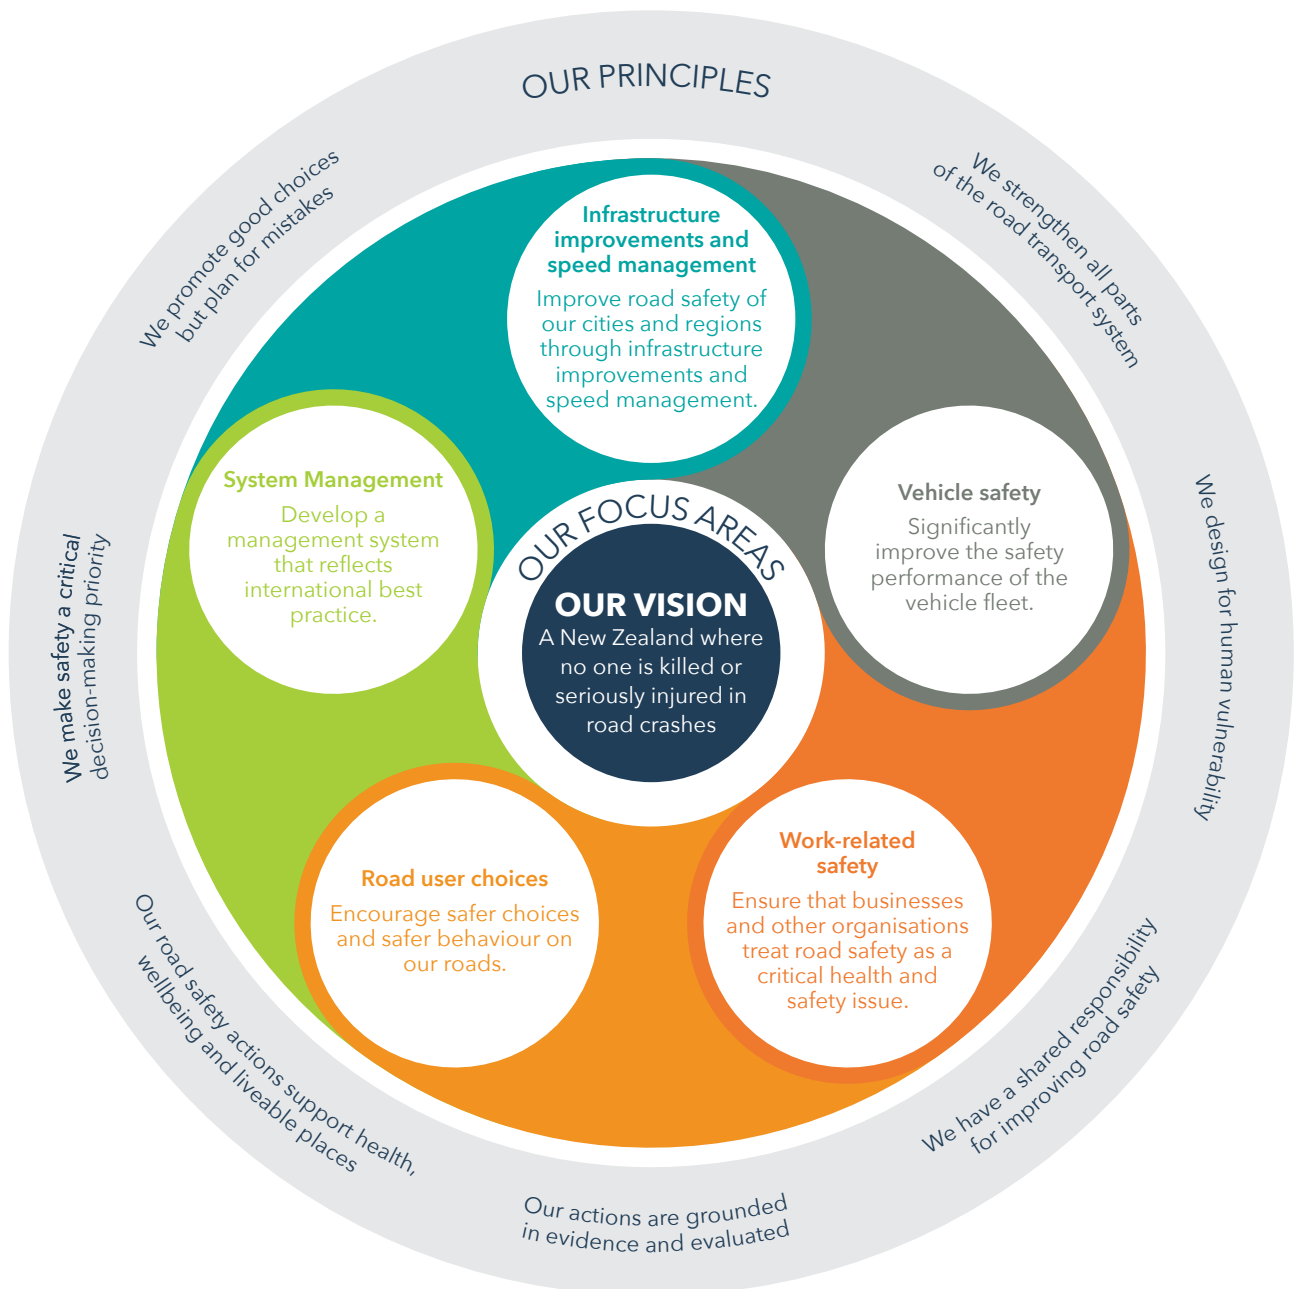 OUR PRINCIPLES
We promote good choices
but plan for mistakes
We strengthen all parts
of the road transport system
Infrastructure
improvements and
speed management
Improve road safety of
our cities and regions
through infrastructure
improvements and
speed management.
System Management
Develop a
management system
that reflects
international best
practice.
Vehicle safety
Significantly
improve the safety
performance of the
vehicle fleet.
OUR FOCUS AREAS
OUR VISION
A New Zealand where
no one is killed or
seriously injured in
road crashes
We make safety a critical
decision-making priority
We design for human vulnerability
Road user choices
Encourage safer choices
and safer behaviour on
our roads.
Work-related
safety
Ensure that businesses
and other organisations
treat road safety as a
critical health and
safety issue.
Our road safety actions support health,
wellbeing and liveable places
We have a shared responsibility
for improving road safety
Our actions are grounded
in evidence and evaluated